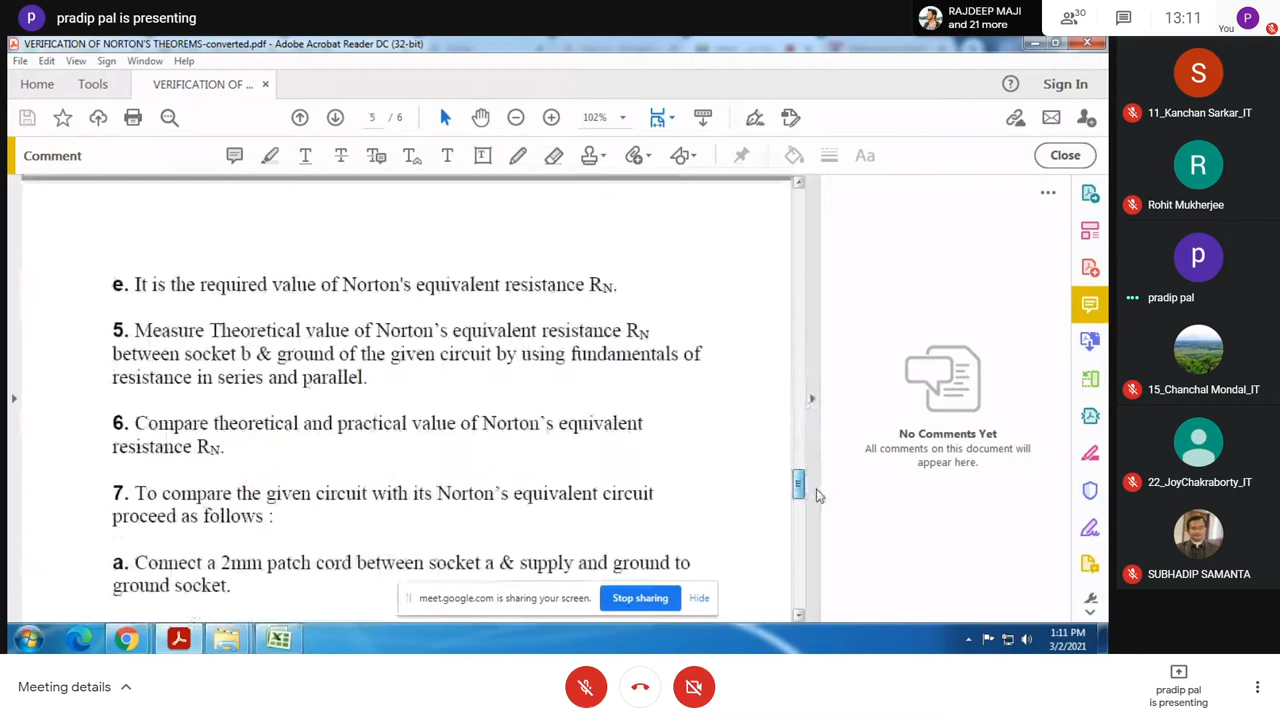 p pradip pal is presenting
RAJDEEP MAJI
and 21 more
30
13:11
You
P
VERIFICATION OF NORTON'S THEOREMS-converted.pdf - Adobe Acrobat Reader DC (32-bit)
File Edit View Sign Window Help
Home Tools VERIFICATION OF ... × Sign In
5 / 6 102%
Comment Aa Close
e. It is the required value of Norton's equivalent resistance RN.
5. Measure Theoretical value of Norton`s equivalent resistance RN
between socket b & ground of the given circuit by using fundamentals of
resistance in series and parallel.
6. Compare theoretical and practical value of Norton`s equivalent
resistance RN.
7. To compare the given circuit with its Norton`s equivalent circuit
proceed as follows :
a. Connect a 2mm patch cord between socket a & supply and ground to
ground socket.
No Comments Yet
All comments on this document will
appear here.
meet.google.com is sharing your screen. Stop sharing Hide
1:11 PM
3/2/2021
S
11_Kanchan Sarkar_IT
R
Rohit Mukherjee
p
pradip pal
15_Chanchal Mondal_IT
22_JoyChakraborty_IT
SUBHADIP SAMANTA
Meeting details
pradip pal
is presenting